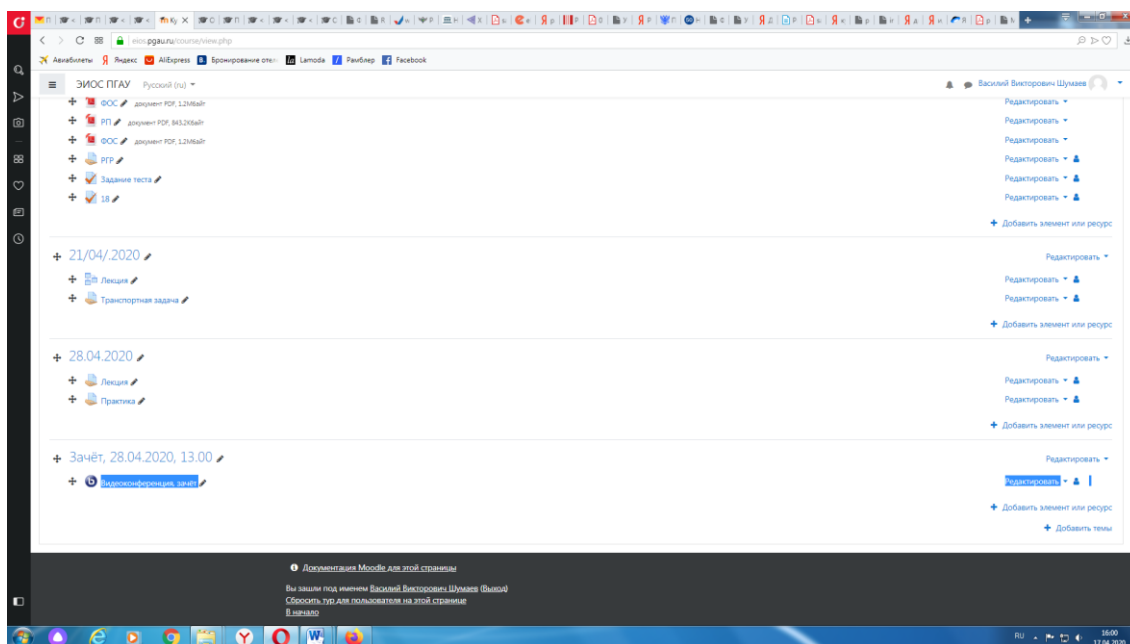 eios.pgau.ru/course/view.php
Авиабилеты Яндекс AliExpress Бронирование отел Lamoda Рамблер Facebook
ЭИОС ПГАУ Русский (ru) Василий Викторович Шумаев
ФОС документ PDF, 1.2Мбайт Редактировать
РП документ PDF, 843.2Кбайт Редактировать
ФОС документ PDF, 1.2Мбайт Редактировать
РГР Редактировать
Задание теста Редактировать
18 Редактировать
+ Добавить элемент или ресурс
21/04/.2020 Редактировать
Лекция Редактировать
Транспортная задача Редактировать
+ Добавить элемент или ресурс
28.04.2020 Редактировать
Лекция Редактировать
Практика Редактировать
+ Добавить элемент или ресурс
Зачёт, 28.04.2020, 13.00 Редактировать
Видеоконференция, зачёт Редактировать
+ Добавить элемент или ресурс
+ Добавить темы
Документация Moodle для этой страницы
Вы зашли под именем Василий Викторович Шумаев (Выход)
Сбросить тур для пользователя на этой странице
В начало
RU 16:00
17.04.2020